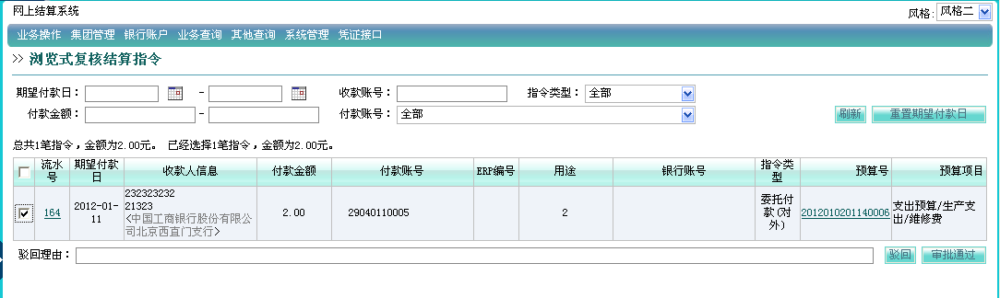 网上结算系统
风格: 风格二
业务操作 集团管理 银行账户 业务查询 其他查询 系统管理 凭证接口
>> 浏览式复核结算指令
期望付款日: - 收款账号: 指令类型: 全部
付款金额: - 付款账号: 全部 刷新 重置期望付款日
总共1笔指令，金额为2.00元。 已经选择1笔指令，金额为2.00元。
流水号 期望付款日 收款人信息 付款金额 付款账号 ERP编号 用途 银行账号 指令类型 预算号 预算项目
164 2012-01-11 232323232
21323
<中国工商银行股份有限公司北京西直门支行> 2.00 29040110005 2 委托付款(对外) 2012010201140006 支出预算/生产支出/维修费
驳回理由: 驳回 审批通过